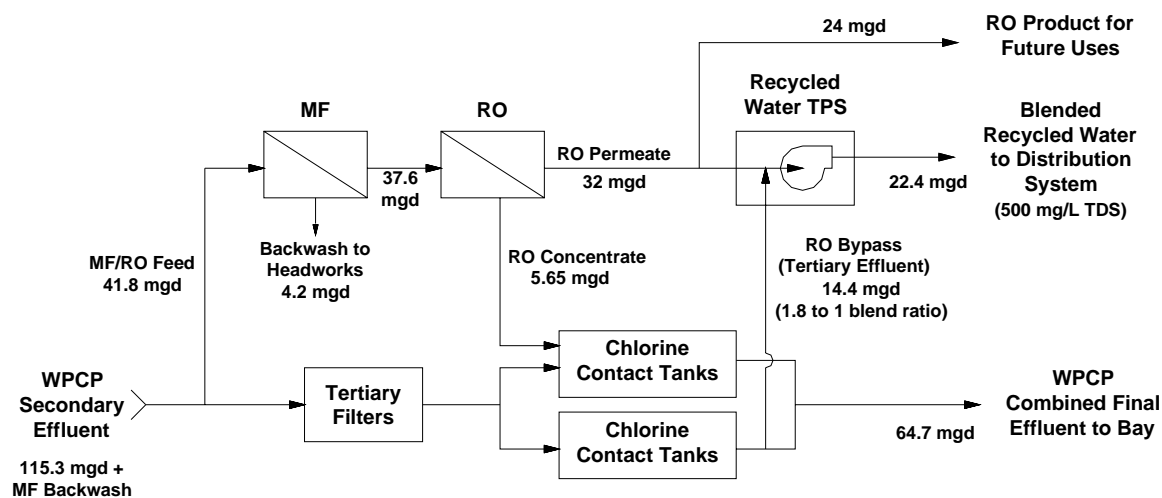 24 mgd
RO Product for
Future Uses
MF
RO
Recycled
Water TPS
Blended
Recycled Water
to Distribution
System
(500 mg/L TDS)
37.6
mgd
RO Permeate
32 mgd
22.4 mgd
MF/RO Feed
41.8 mgd
Backwash to
Headworks
4.2 mgd
RO Concentrate
5.65 mgd
RO Bypass
(Tertiary Effluent)
14.4 mgd
(1.8 to 1 blend ratio)
Chlorine
Contact Tanks
WPCP
Secondary
Effluent
115.3 mgd +
MF Backwash
Tertiary
Filters
Chlorine
Contact Tanks
64.7 mgd
WPCP
Combined Final
Effluent to Bay